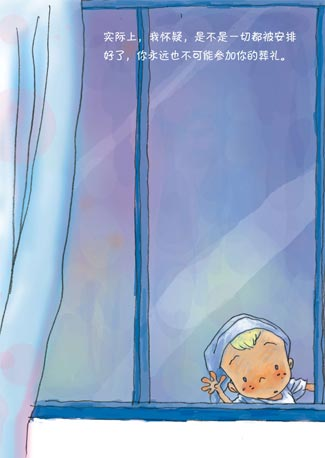 实际上，我怀疑，是不是一切都被安排
好了，你永远也不可能参加你的葬礼。